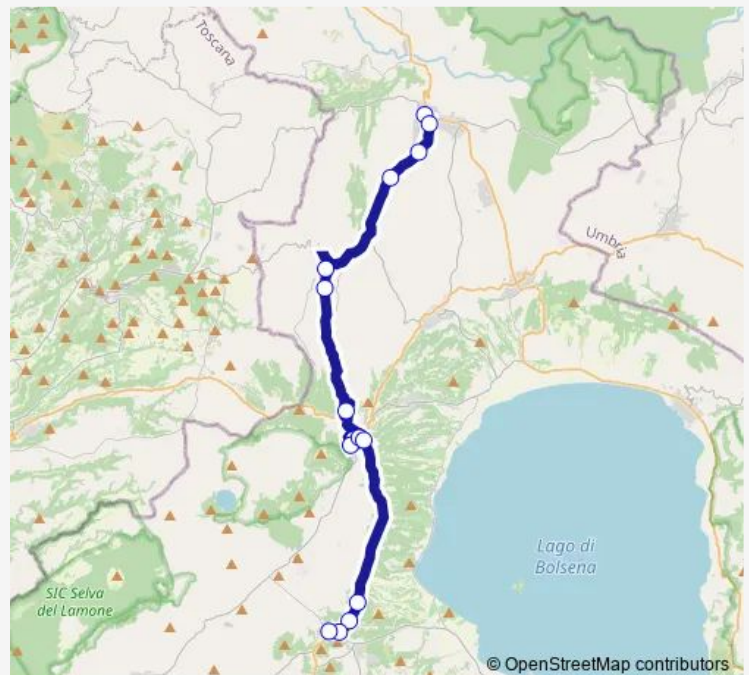 Toscana
Umbria
Lago di
Bolsena
SIC Selva
del Lamone
© OpenStreetMap contributors